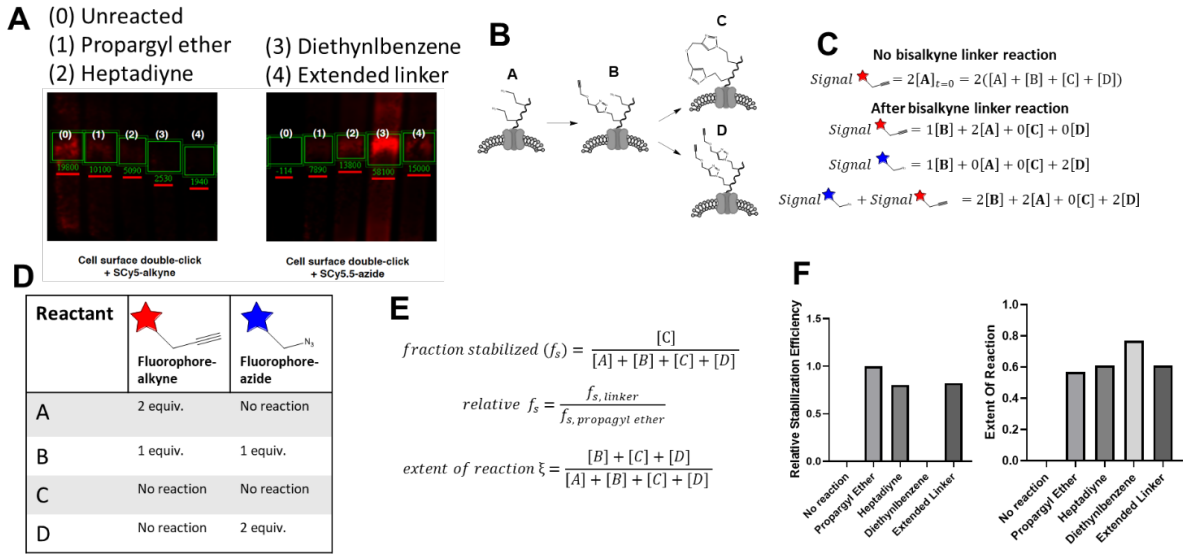 A
(0) Unreacted
(1) Propargyl ether
(2) Heptadiyne
(3) Diethynlbenzene
(4) Extended linker
(0) (1) (2) (3) (4)
19800 10100 5090 2530 1940
Cell surface double-click
+ SCy5-alkyne
(0) (1) (2) (3) (4)
-114 7890 13800 58100 15000
Cell surface double-click
+ SCy5.5-azide
B
A
B
C
D
C
No bisalkyne linker reaction
Signal = 2[A]t=0 = 2([A] + [B] + [C] + [D])
After bisalkyne linker reaction
Signal = 1[B] + 2[A] + 0[C] + 0[D]
Signal = 1[B] + 0[A] + 0[C] + 2[D]
Signal + Signal = 2[B] + 2[A] + 0[C] + 2[D]
D
Reactant
Fluorophore-
alkyne
N3
Fluorophore-
azide
A 2 equiv. No reaction
B 1 equiv. 1 equiv.
C No reaction No reaction
D No reaction 2 equiv.
E
fraction stabilized (fs) = [C] / [A] + [B] + [C] + [D]
relative fs = fs, linker / fs, propagyl ether
extent of reaction ξ = [B] + [C] + [D] / [A] + [B] + [C] + [D]
F
Relative Stabilization Efficiency
1.5
1.0
0.5
0.0
No reaction
Propargyl Ether
Heptadiyne
Diethynlbenzene
Extended Linker
Extent Of Reaction
1.0
0.8
0.6
0.4
0.2
0.0
No reaction
Propargyl Ether
Heptadiyne
Diethynlbenzene
Extended Linker